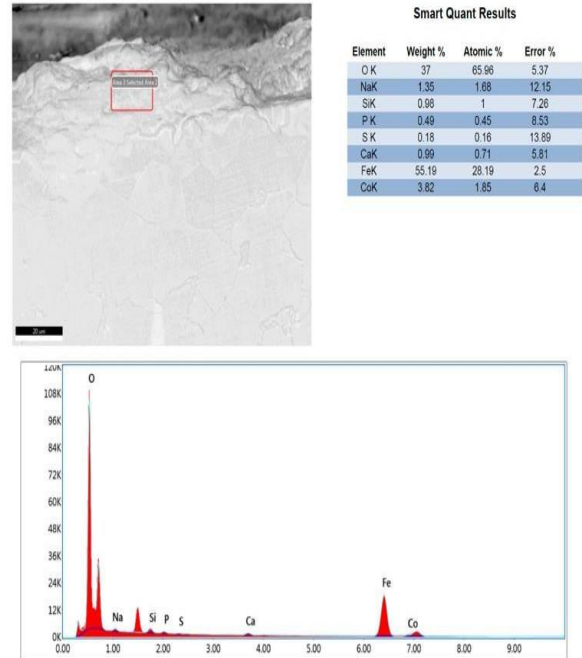 Smart Quant Results
Element Weight % Atomic % Error %
O K 37 65.96 5.37
NaK 1.35 1.68 12.15
SiK 0.98 1 7.26
P K 0.49 0.45 8.53
S K 0.18 0.16 13.89
CaK 0.99 0.71 5.81
FeK 55.19 28.19 2.5
CoK 3.82 1.85 6.4
20 um
120K
O
108K
96K
84K
72K
60K
48K
36K
24K
Fe
12K
Na Si P S Ca Co
0K
0.00 1.00 2.00 3.00 4.00 5.00 6.00 7.00 8.00 9.00